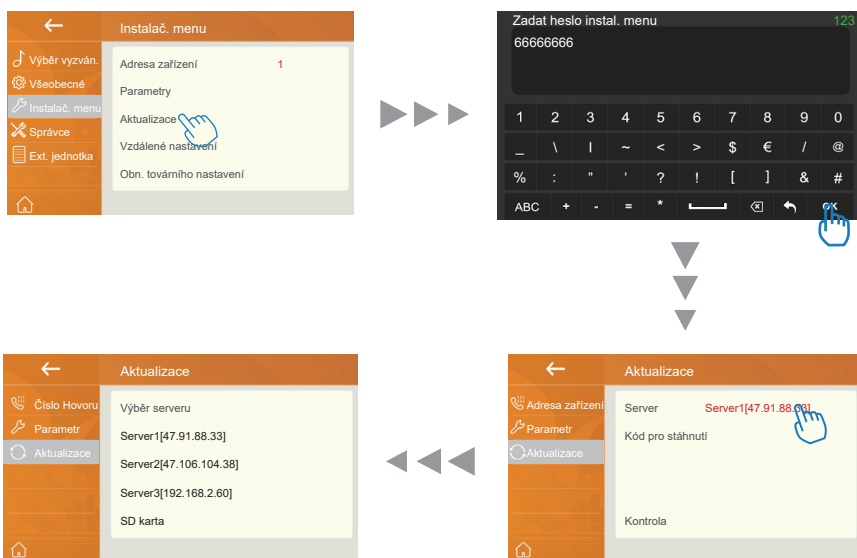 Instalač. menu
Výběr vyzván.
Všeobecné
Instalač. menu
Správce
Ext. jednotka
Adresa zařízení 1
Parametry
Aktualizace
Vzdálené nastavení
Obn. továrního nastavení
Zadat heslo instal. menu 123
66666666
1 2 3 4 5 6 7 8 9 0
_ \ | ~ < > $ € / @
% : " ' ? ! [ ] & #
ABC + - = * OK
Aktualizace
Číslo Hovoru
Parametr
Aktualizace
Výběr serveru
Server1[47.91.88.33]
Server2[47.106.104.38]
Server3[192.168.2.60]
SD karta
Aktualizace
Adresa zařízení
Parametr
Aktualizace
Server Server1[47.91.88.33]
Kód pro stáhnutí
Kontrola